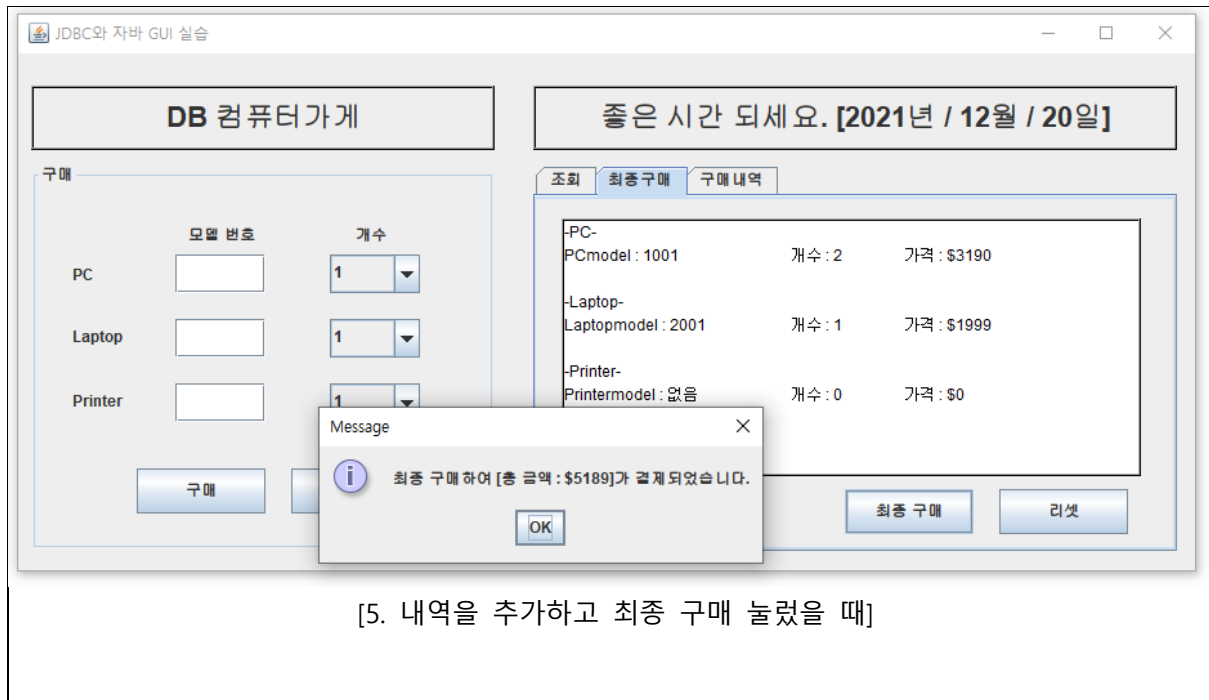 JDBC와 자바 GUI 실습
DB 컴퓨터가게
좋은 시간 되세요. [2021년 / 12월 / 20일]
구매
모델 번호 개수
PC 1
Laptop 1
Printer 1
구매
조회 최종구매 구매내역
-PC-
PCmodel : 1001 개수 : 2 가격 : $3190
-Laptop-
Laptopmodel : 2001 개수 : 1 가격 : $1999
-Printer-
Printermodel : 없음 개수 : 0 가격 : $0
최종 구매 리셋
Message
최종 구매하여 [총 금액 : $5189]가 결제되었습니다.
OK
[5. 내역을 추가하고 최종 구매 눌렀을 때]